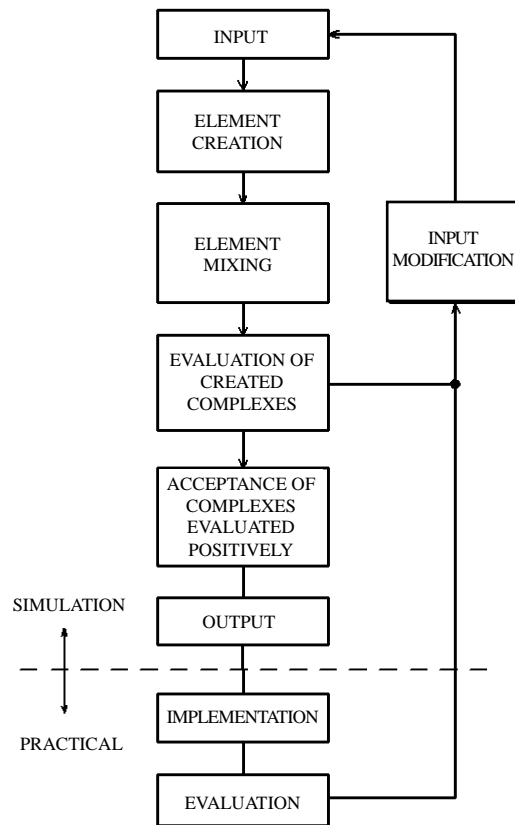 INPUT
ELEMENT
CREATION
ELEMENT
MIXING
INPUT
MODIFICATION
EVALUATION OF
CREATED
COMPLEXES
ACCEPTANCE OF
COMPLEXES
EVALUATED
POSITIVELY
SIMULATION
OUTPUT
IMPLEMENTATION
PRACTICAL
EVALUATION